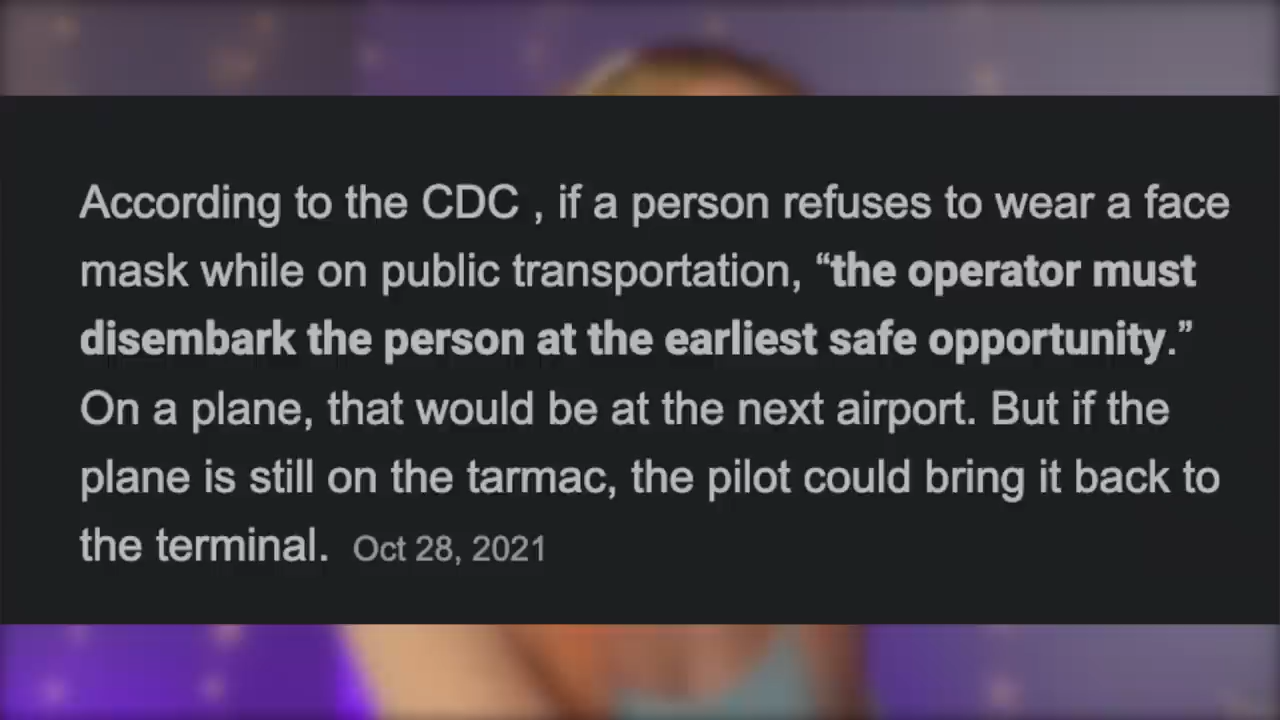 According to the CDC , if a person refuses to wear a face
mask while on public transportation, “the operator must
disembark the person at the earliest safe opportunity.”
On a plane, that would be at the next airport. But if the
plane is still on the tarmac, the pilot could bring it back to
the terminal. Oct 28, 2021